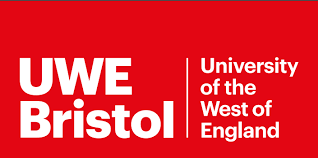 UWE
Bristol
University
of the
West of
England